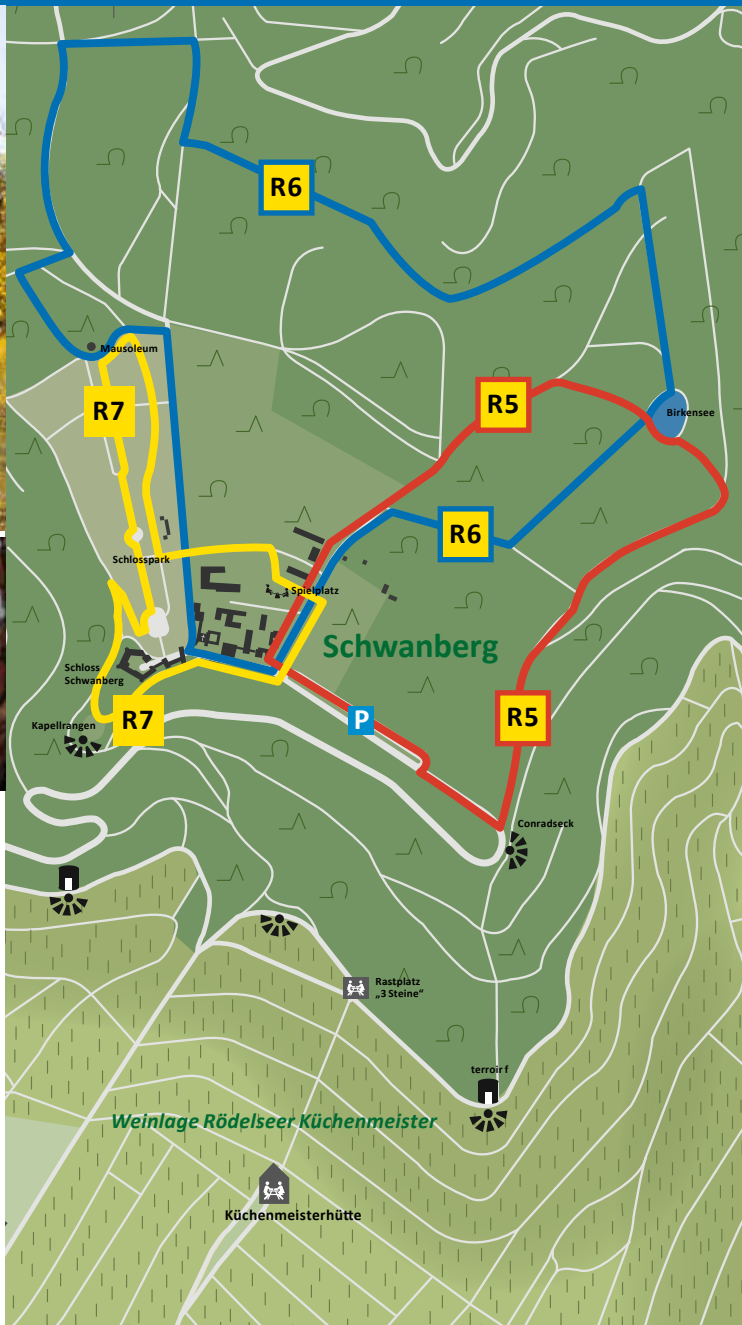 R6
Mausoleum
R7
R5
Birkensee
R6
Schlosspark
Spielplatz
Schwanberg
Schloss
Schwanberg
R7
P
R5
Kapellrangen
Conradseck
Rastplatz
„3 Steine“
terroir f
Weinlage Rödelseer Küchenmeister
Küchenmeisterhütte